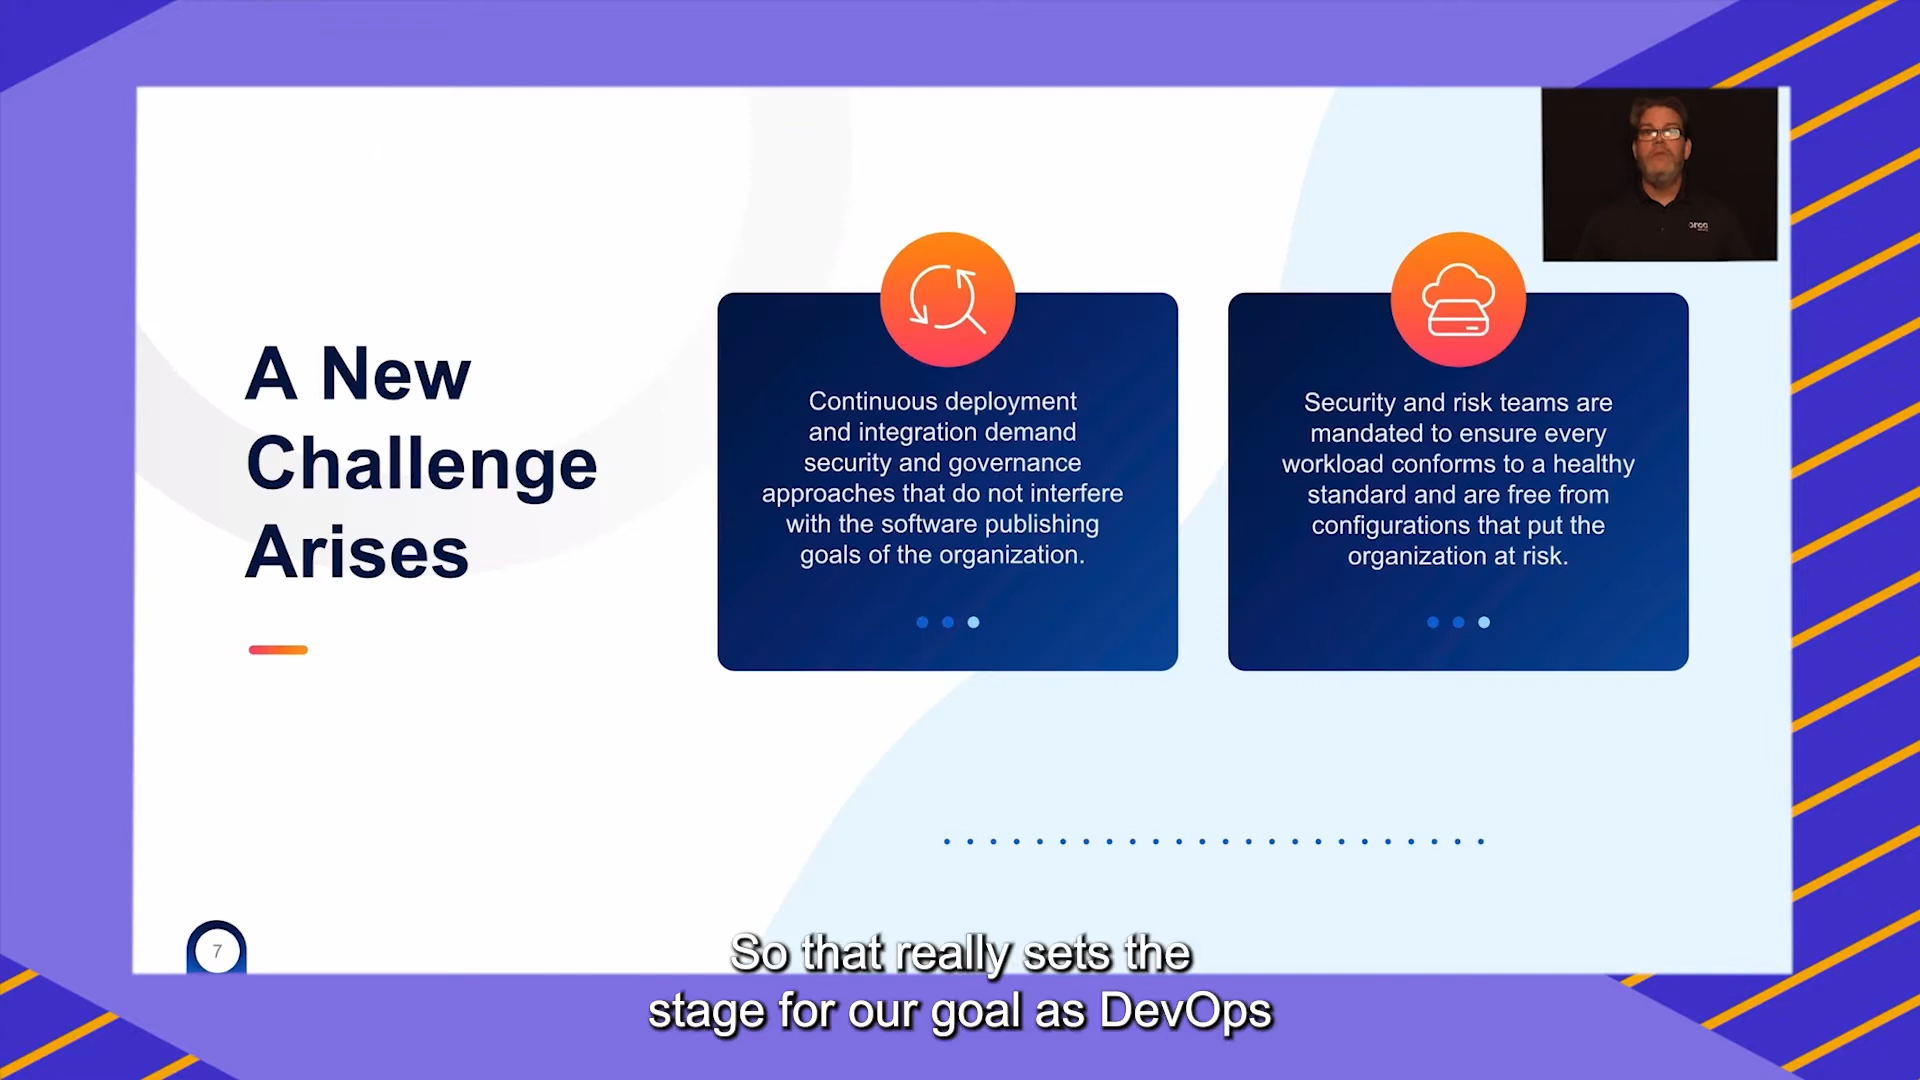 A New
Challenge
Arises
Continuous deployment
and integration demand
security and governance
approaches that do not interfere
with the software publishing
goals of the organization.
Security and risk teams are
mandated to ensure every
workload conforms to a healthy
standard and are free from
configurations that put the
organization at risk.
orca
7
So that really sets the
stage for our goal as DevOps